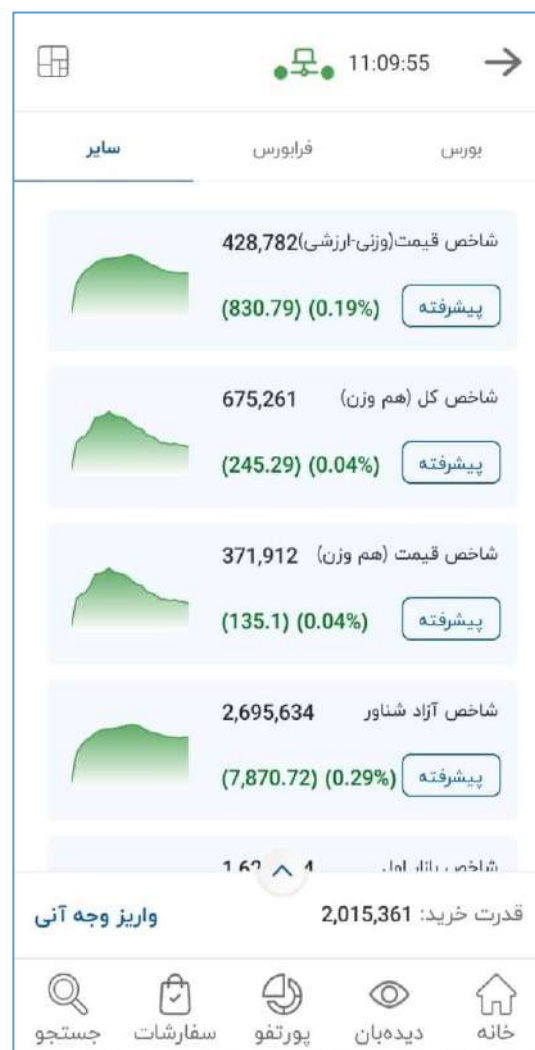 11:09:55
بورس فرابورس سایر
شاخص قیمت(وزنی-ارزشی) 428,782
پیشرفته (830.79) (0.19%)
شاخص کل (هم وزن) 675,261
پیشرفته (245.29) (0.04%)
شاخص قیمت (هم وزن) 371,912
پیشرفته (135.1) (0.04%)
شاخص آزاد شناور 2,695,634
پیشرفته (7,870.72) (0.29%)
شاخص بازار اول
قدرت خرید: 2,015,361 واریز وجه آنی
خانه دیده‌بان پورتفو سفارشات جستجو